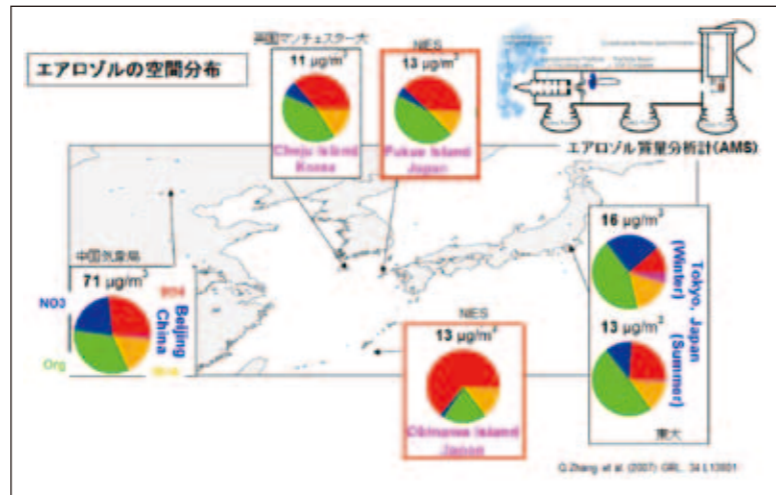 エアロゾルの空間分布
英国マンチェスター大
11 µg/m³
Cheju Island
Korea
NIES
13 µg/m³
Fukue Island
Japan
エアロゾル質量分析計(AMS)
中国気象局
71 µg/m³
NO3
SO4
Org
Beijing
China
NIES
13 µg/m³
Okinawa Island
Japan
16 µg/m³
Tokyo, Japan
(Winter)
13 µg/m³
(Summer)
東大
Q.Zhang et al. (2007) GRL, 34 L13801